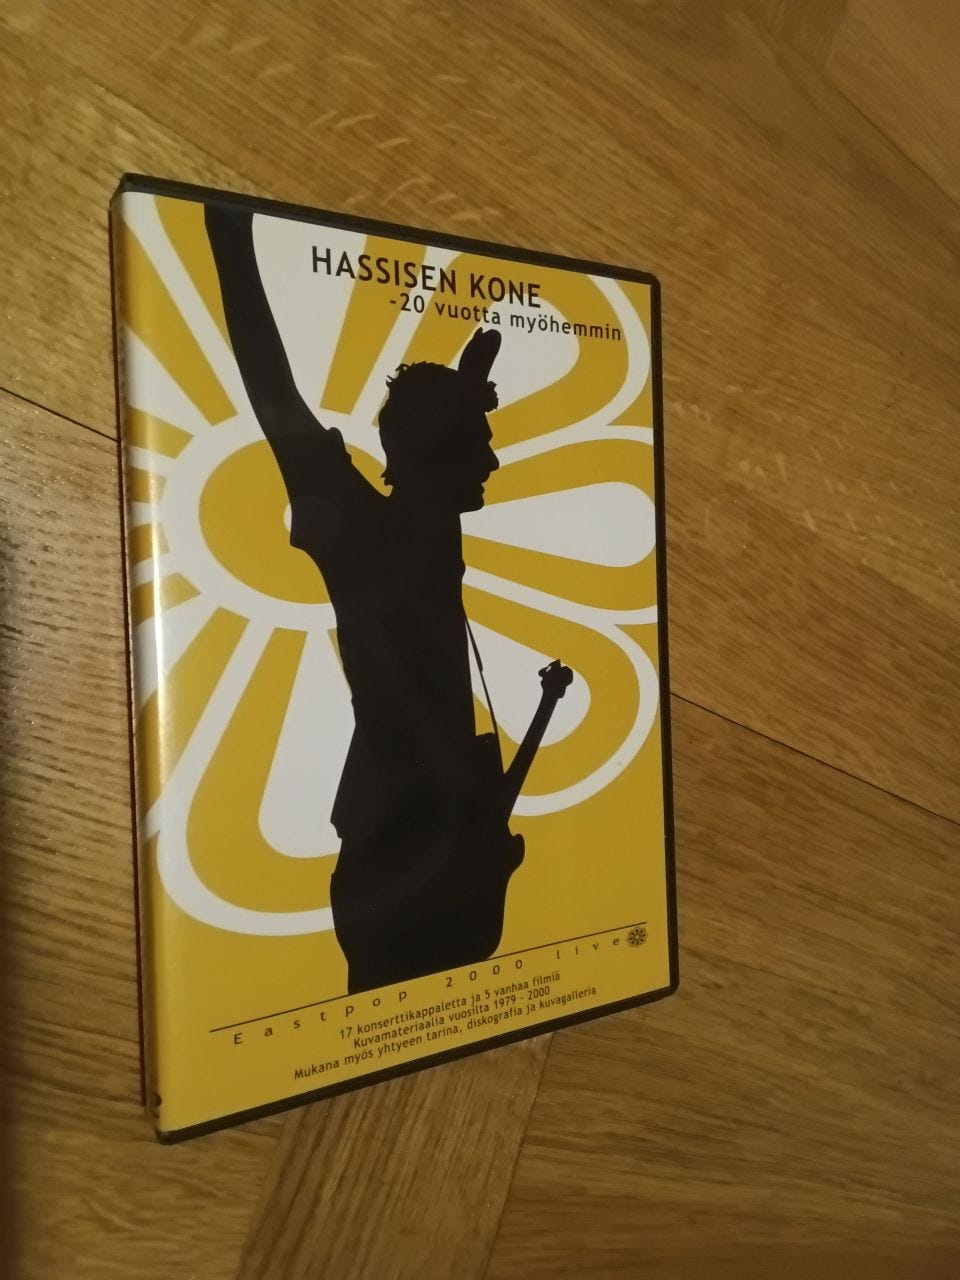 HASSISEN KONE
-20 vuotta myöhemmin
Eastpop 2000 live
17 konserttikappaletta ja 5 vanhaa filmiä
Kuvamateriaalia vuosilta 1979 - 2000
Mukana myös yhtyeen tarina, diskografia ja kuvagalleria